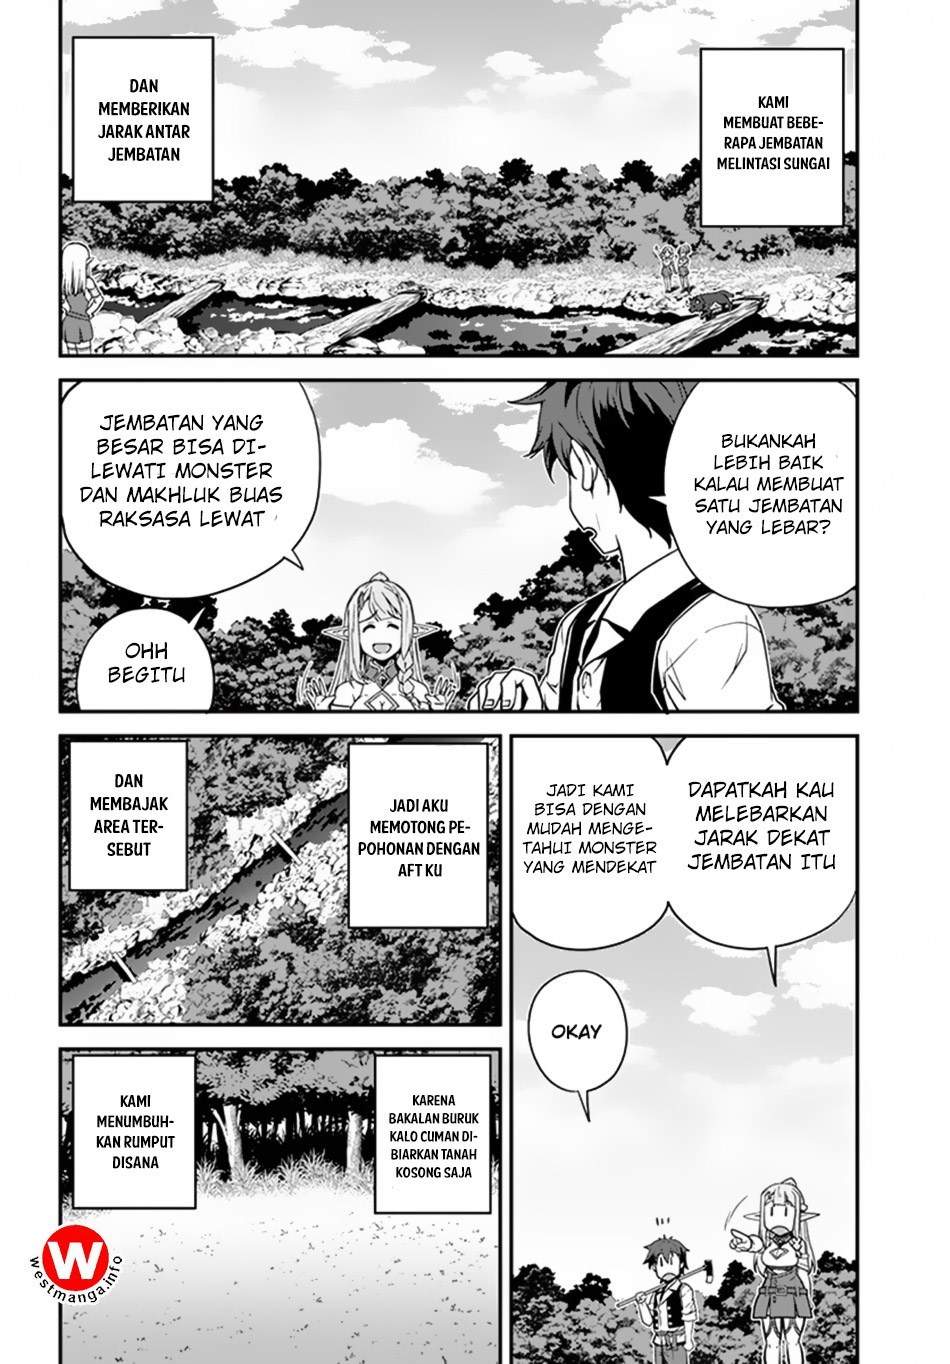 KAMI
MEMBUAT BEBE-
RAPA JEMBATAN
MELINTASI SUNGAI
DAN
MEMBERIKAN
JARAK ANTAR
JEMBATAN
BUKANKAH
LEBIH BAIK
KALAU MEMBUAT
SATU JEMBATAN
YANG LEBAR?
JEMBATAN YANG
BESAR BISA DI-
LEWATI MONSTER
DAN MAKHLUK BUAS
RAKSASA LEWAT
OHH
BEGITU
DAPATKAH KAU
MELEBARKAN
JARAK DEKAT
JEMBATAN ITU
JADI KAMI
BISA DENGAN
MUDAH MENGE-
TAHUI MONSTER
YANG MENDEKAT
OKAY
JADI AKU
MEMOTONG PE-
POHONAN DENGAN
AFT KU
DAN
MEMBAJAK
AREA TER-
SEBUT
KARENA
BAKALAN BURUK
KALO CUMAN DI-
BIARKAN TANAH
KOSONG SAJA
KAMI
MENUMBUH-
KAN RUMPUT
DISANA
W
westmanga.info